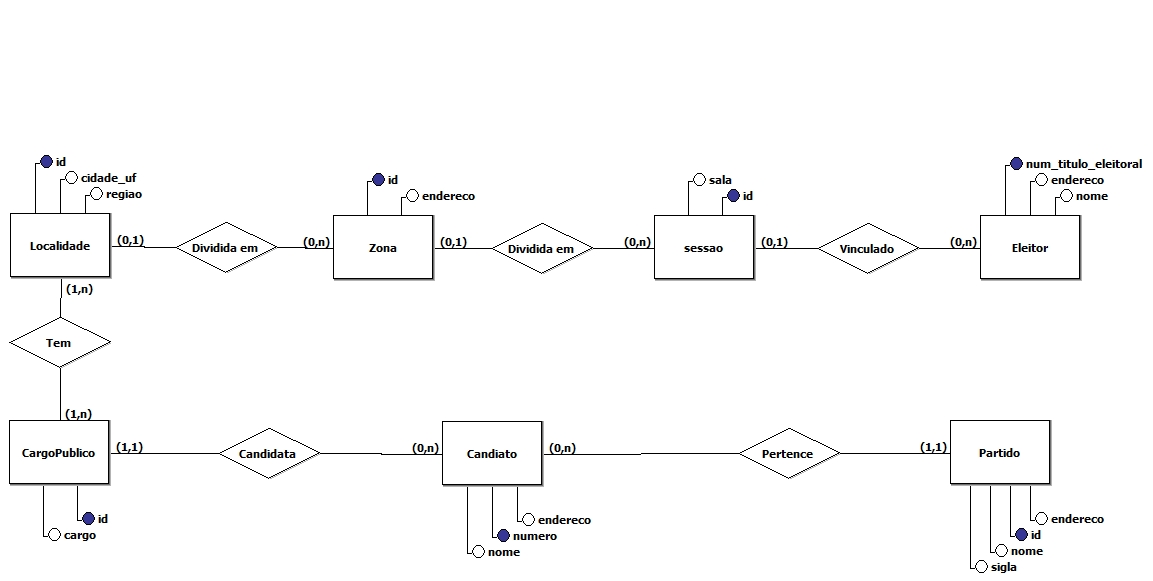 id
cidade_uf
regiao
Localidade
(0,1)
Dividida em
(0,n)
id
endereco
Zona
(0,1)
Dividida em
(0,n)
sala
id
sessao
(0,1)
Vinculado
(0,n)
num_titulo_eleitoral
endereco
nome
Eleitor
(1,n)
Tem
(1,n)
CargoPublico
id
cargo
(1,1)
Candidata
(0,n)
Candiato
endereco
numero
nome
(0,n)
Pertence
(1,1)
Partido
endereco
id
nome
sigla